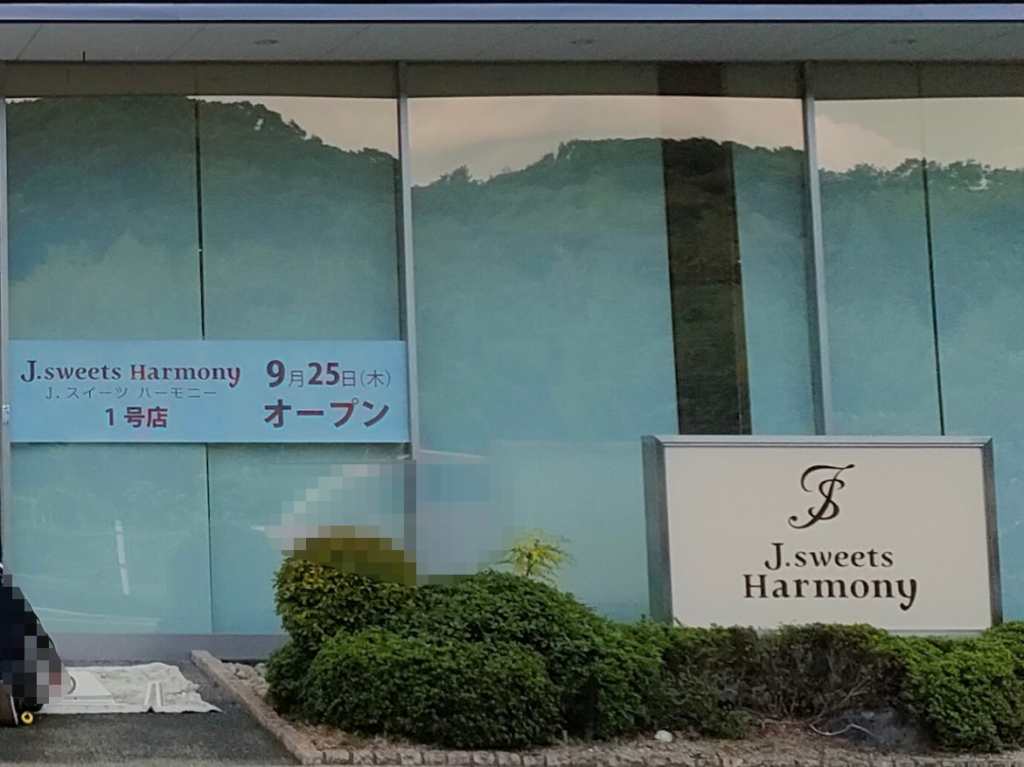 J.sweets Harmony
J. スイーツ ハーモニー
1号店
9月25日(木)
オープン
JS
J.sweets
Harmony